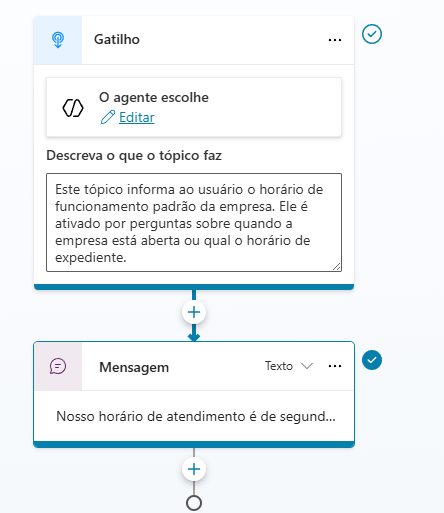 Gatilho
O agente escolhe
Editar
Descreva o que o tópico faz
Este tópico informa ao usuário o horário de
funcionamento padrão da empresa. Ele é
ativado por perguntas sobre quando a
empresa está aberta ou qual o horário de
expediente.
Mensagem
Texto
Nosso horário de atendimento é de segund...